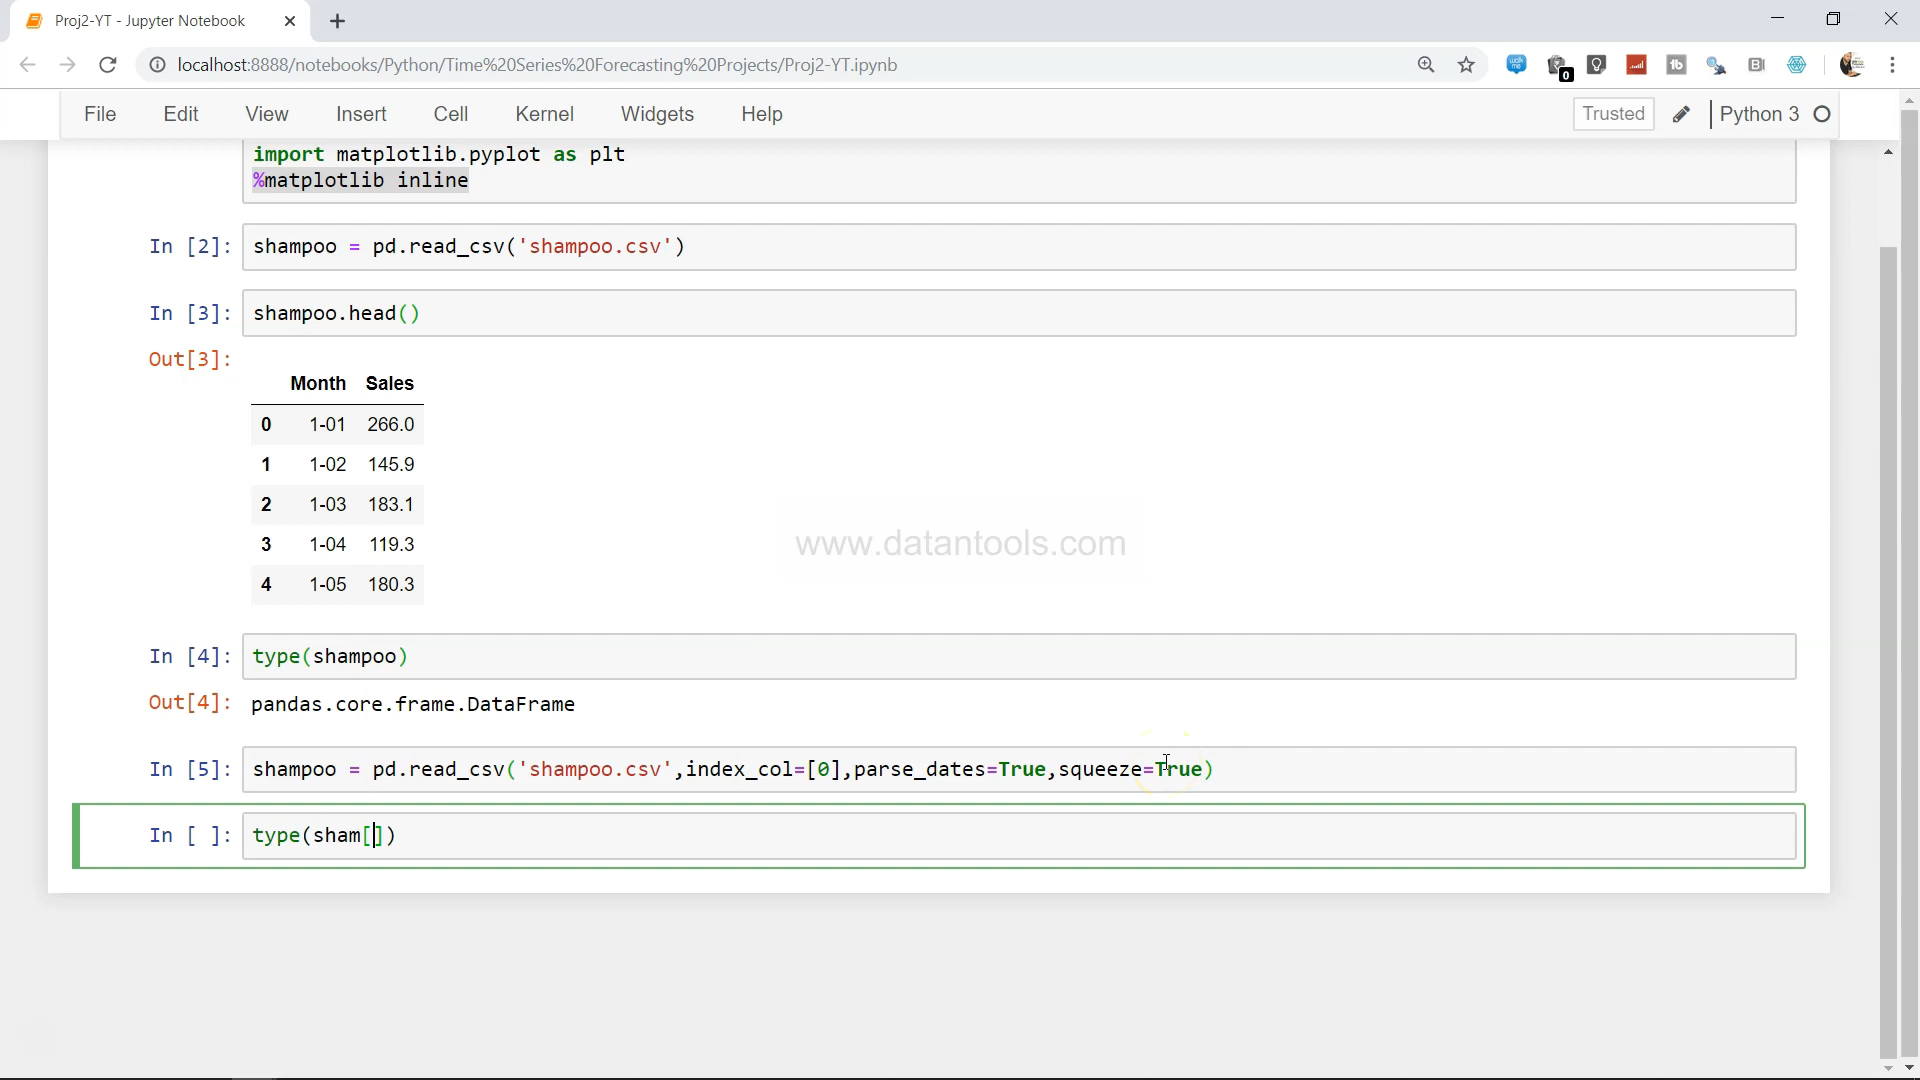 Proj2-YT - Jupyter Notebook
localhost:8888/notebooks/Python/Time%20Series%20Forecasting%20Projects/Proj2-YT.ipynb
0
File Edit View Insert Cell Kernel Widgets Help Trusted Python 3
import matplotlib.pyplot as plt
%matplotlib inline
In [2]: shampoo = pd.read_csv('shampoo.csv')
In [3]: shampoo.head()
Out[3]:
Month Sales
0 1-01 266.0
1 1-02 145.9
2 1-03 183.1
3 1-04 119.3
www.datantools.com
4 1-05 180.3
In [4]: type(shampoo)
Out[4]: pandas.core.frame.DataFrame
In [5]: shampoo = pd.read_csv('shampoo.csv',index_col=[0],parse_dates=True,squeeze=True)
In [ ]: type(sham[])